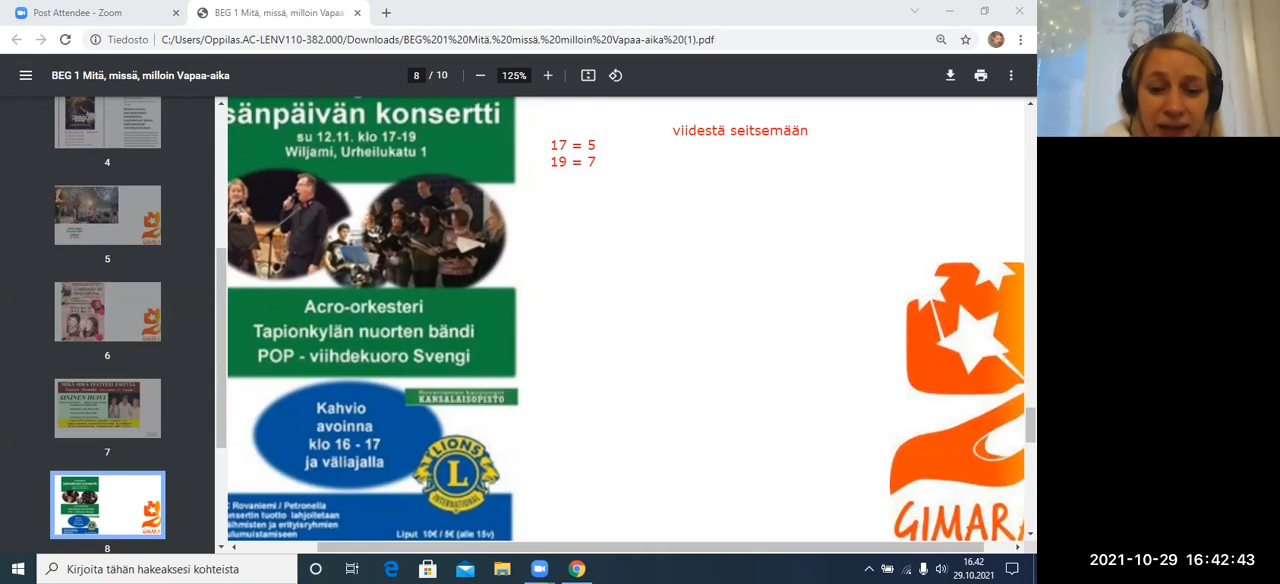 Post Attendee - Zoom
BEG 1 Mitä, missä, milloin Vapaa-
Tiedosto
C:/Users/Oppilas.AC-LENV110-382.000/Downloads/BEG%201%20Mitä,%20missä,%20milloin%20Vapaa-aika%20(1).pdf
BEG 1 Mitä, missä, milloin Vapaa-aika
8 / 10
125%
4
5
6
7
8
GIMARA
sänpäivän konsertti
su 12.11. klo 17-19
Wiljami, Urheilukatu 1
viidestä seitsemään
17 = 5
19 = 7
Acro-orkesteri
Tapionkylän nuorten bändi
POP - viihdekuoro Svengi
KANSALAISOPISTO
Kahvio
avoinna
klo 16 - 17
ja väliajalla
LIONS
L
INTERNATIONAL
C Rovaniemi / Petronella
onsertin tuotto lahjoitetaan
sihmisten ja erityisryhmien
ulumuistamiseen
Liput 10€ / 5€ (alle 15v)
GIMARA
Kirjoita tähän hakeaksesi kohteista
16.42
29.10.2021
2021-10-29 16:42:43